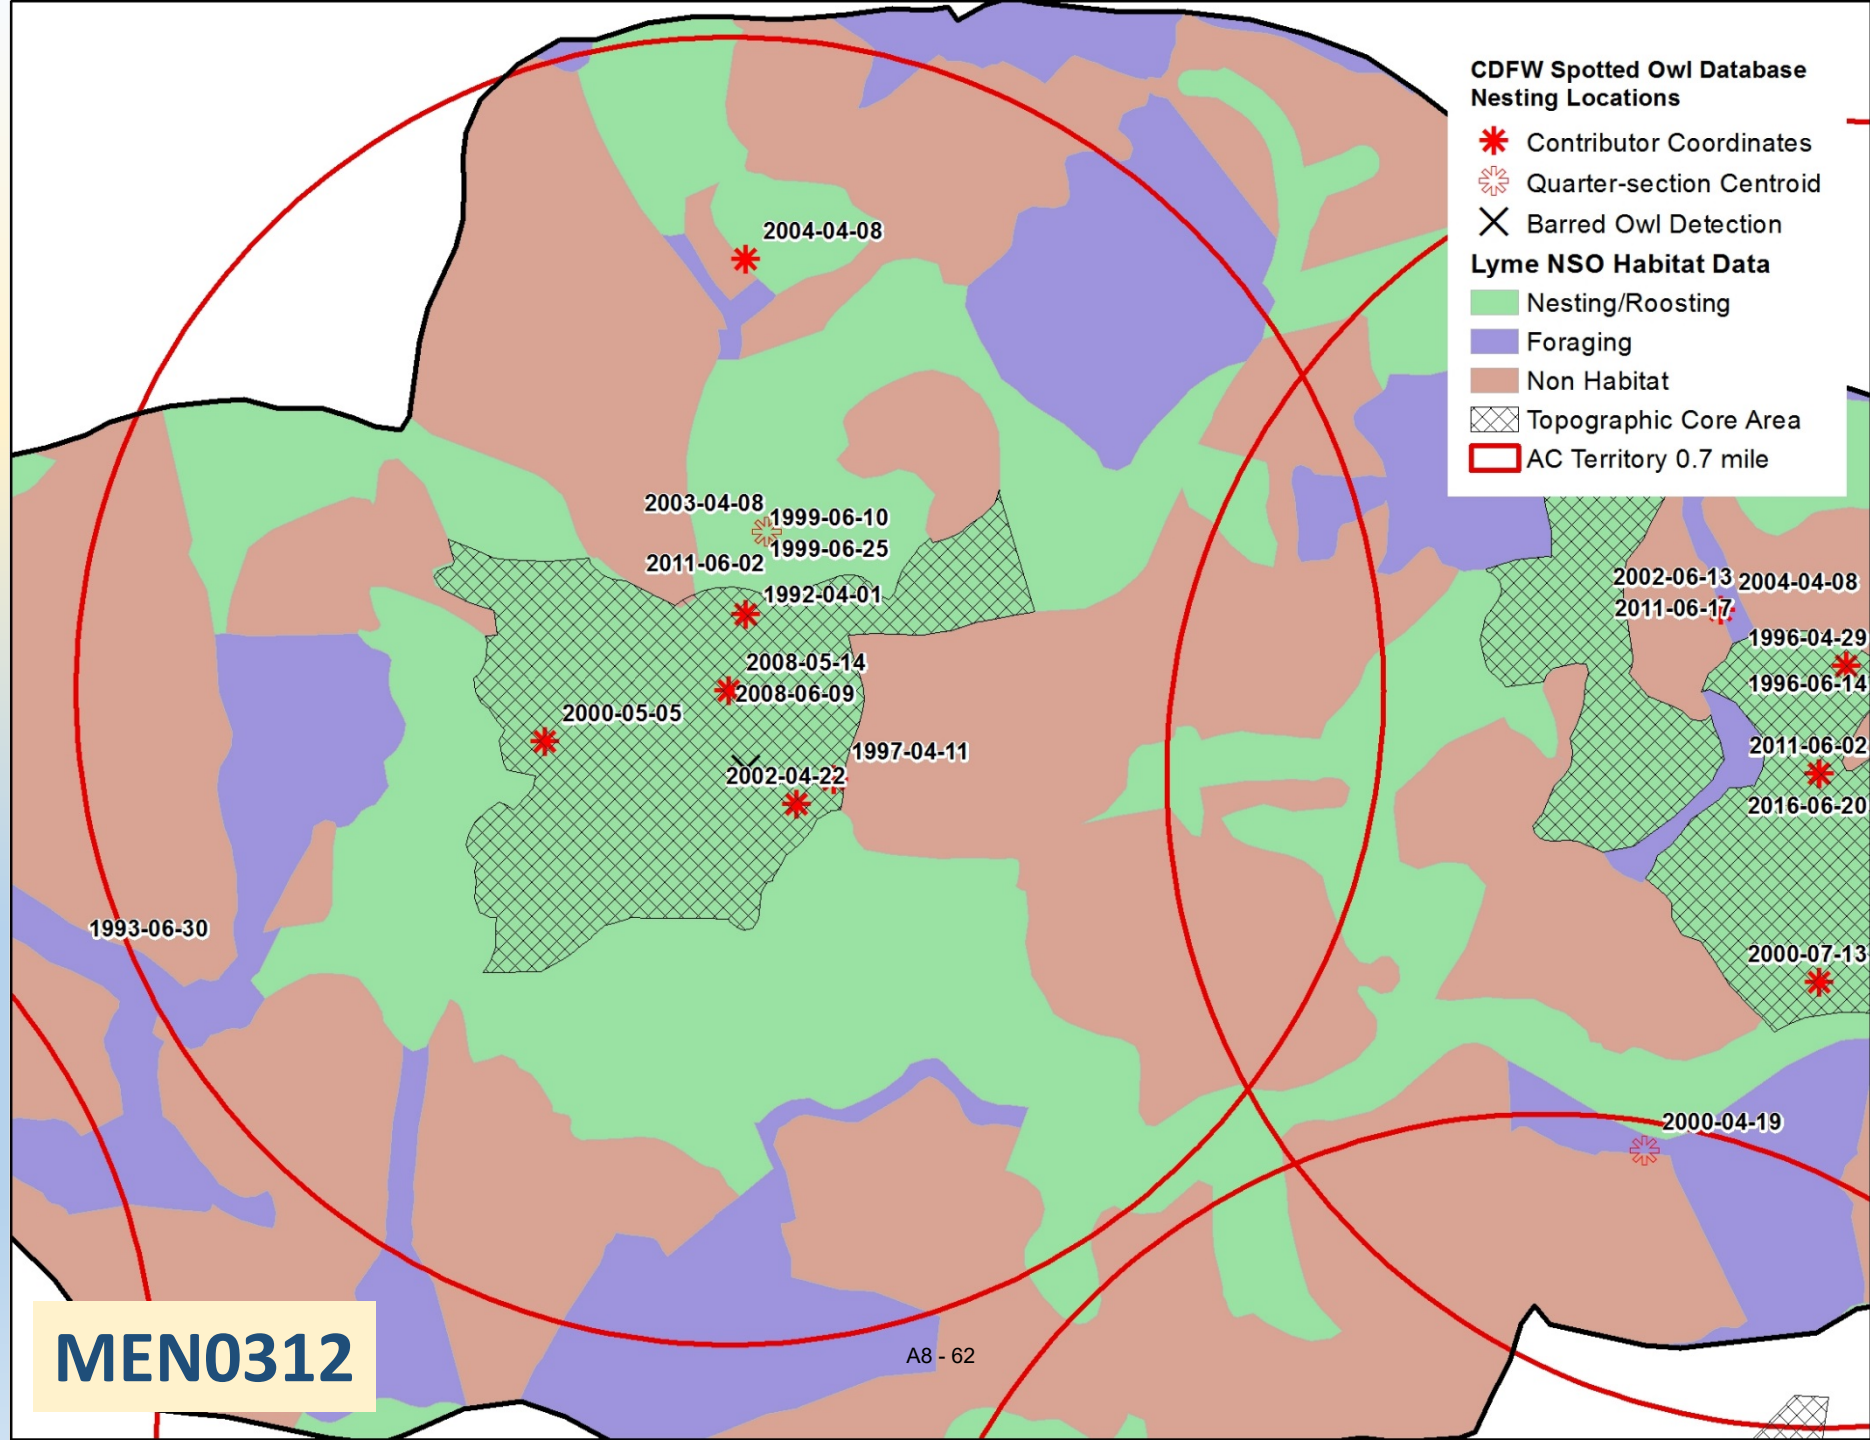 CDFW Spotted Owl Database
Nesting Locations
Contributor Coordinates
Quarter-section Centroid
Barred Owl Detection
Lyme NSO Habitat Data
Nesting/Roosting
Foraging
Non Habitat
Topographic Core Area
AC Territory 0.7 mile
2004-04-08
2003-04-08
1999-06-10
1999-06-25
2011-06-02
1992-04-01
2008-05-14
2008-06-09
2000-05-05
1997-04-11
2002-04-22
1993-06-30
2002-06-13
2004-04-08
2011-06-17
1996-04-29
1996-06-14
2011-06-02
2016-06-20
2000-07-13
2000-04-19
MEN0312
A8 - 62